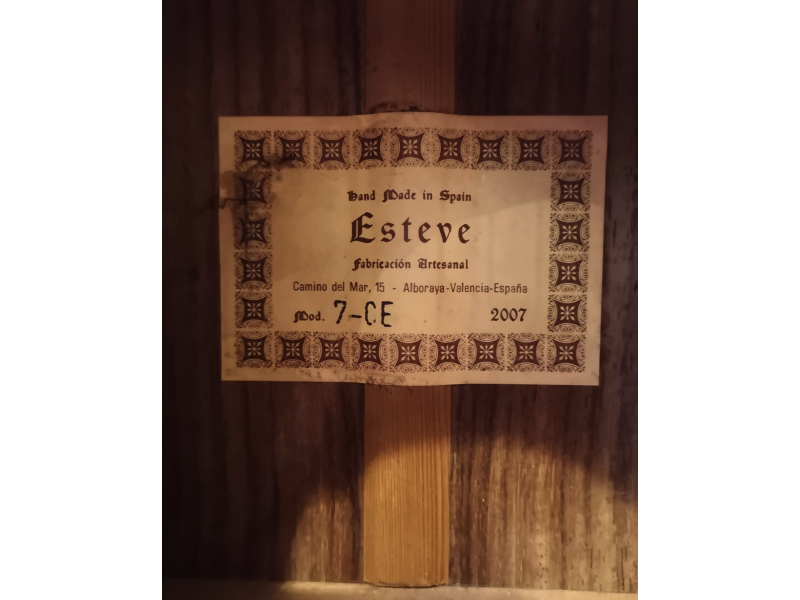 Hand Made in Spain
Esteve
Fabricación Artesanal
Camino del Mar, 15 - Alboraya-Valencia-España
Mod. 7-CE 2007